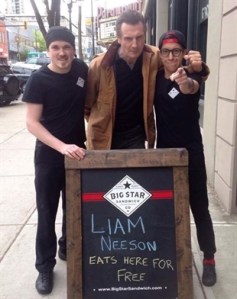 BIG STAR
SANDWICH
CO
LIAM
NEESON
EATS HERE FOR
FREE
www.BigStarSandwich.com